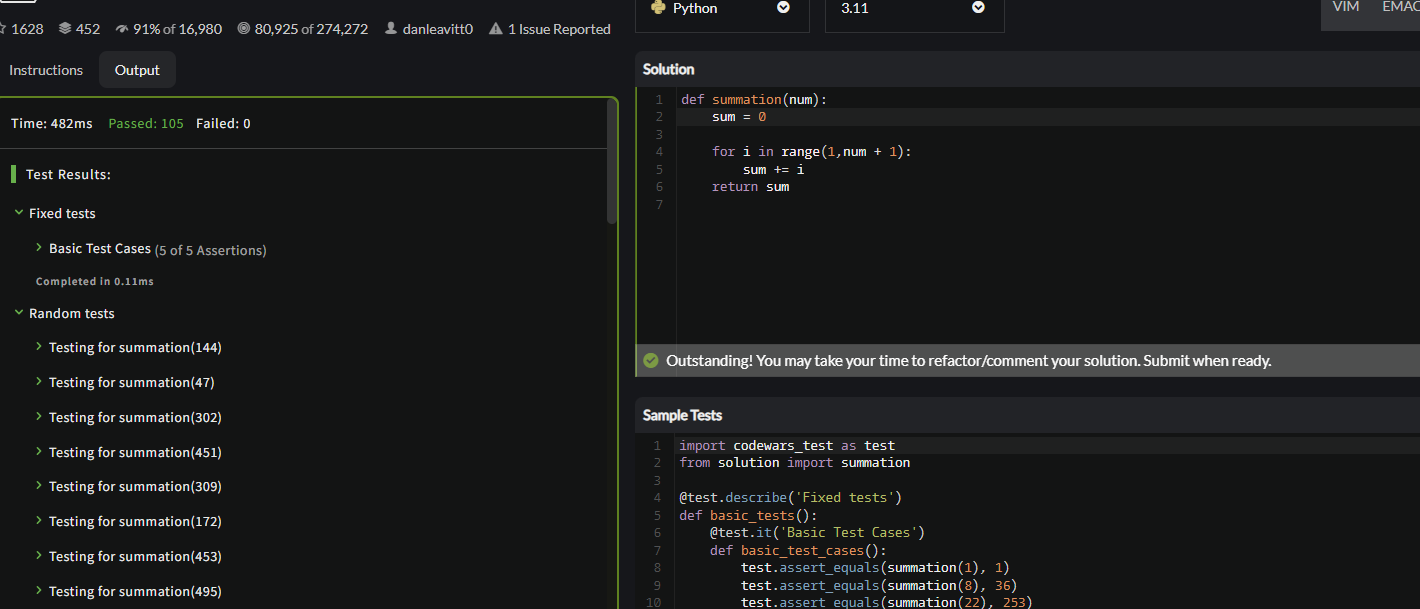 1628 452 91% of 16,980 80,925 of 274,272 danleavitt0 1 Issue Reported
Instructions Output
Time: 482ms Passed: 105 Failed: 0
Test Results:
Fixed tests
Basic Test Cases (5 of 5 Assertions)
Completed in 0.11ms
Random tests
Testing for summation(144)
Testing for summation(47)
Testing for summation(302)
Testing for summation(451)
Testing for summation(309)
Testing for summation(172)
Testing for summation(453)
Testing for summation(495)
Python 3.11 VIM EMAC
Solution
1 def summation(num):
2     sum = 0
3
4     for i in range(1,num + 1):
5         sum += i
6     return sum
7
Outstanding! You may take your time to refactor/comment your solution. Submit when ready.
Sample Tests
1 import codewars_test as test
2 from solution import summation
3
4 @test.describe('Fixed tests')
5 def basic_tests():
6     @test.it('Basic Test Cases')
7     def basic_test_cases():
8         test.assert_equals(summation(1), 1)
9         test.assert_equals(summation(8), 36)
10         test.assert_equals(summation(22), 253)